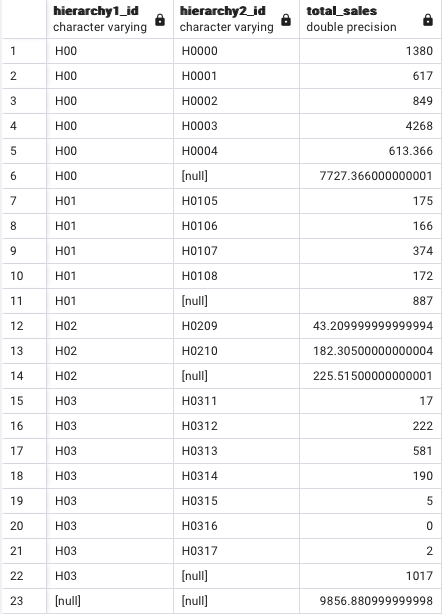 hierarchy1_id hierarchy2_id total_sales
character varying character varying double precision
1 H00 H0000 1380
2 H00 H0001 617
3 H00 H0002 849
4 H00 H0003 4268
5 H00 H0004 613.366
6 H00 [null] 7727.366000000001
7 H01 H0105 175
8 H01 H0106 166
9 H01 H0107 374
10 H01 H0108 172
11 H01 [null] 887
12 H02 H0209 43.209999999999994
13 H02 H0210 182.30500000000004
14 H02 [null] 225.51500000000001
15 H03 H0311 17
16 H03 H0312 222
17 H03 H0313 581
18 H03 H0314 190
19 H03 H0315 5
20 H03 H0316 0
21 H03 H0317 2
22 H03 [null] 1017
23 [null] [null] 9856.880999999998